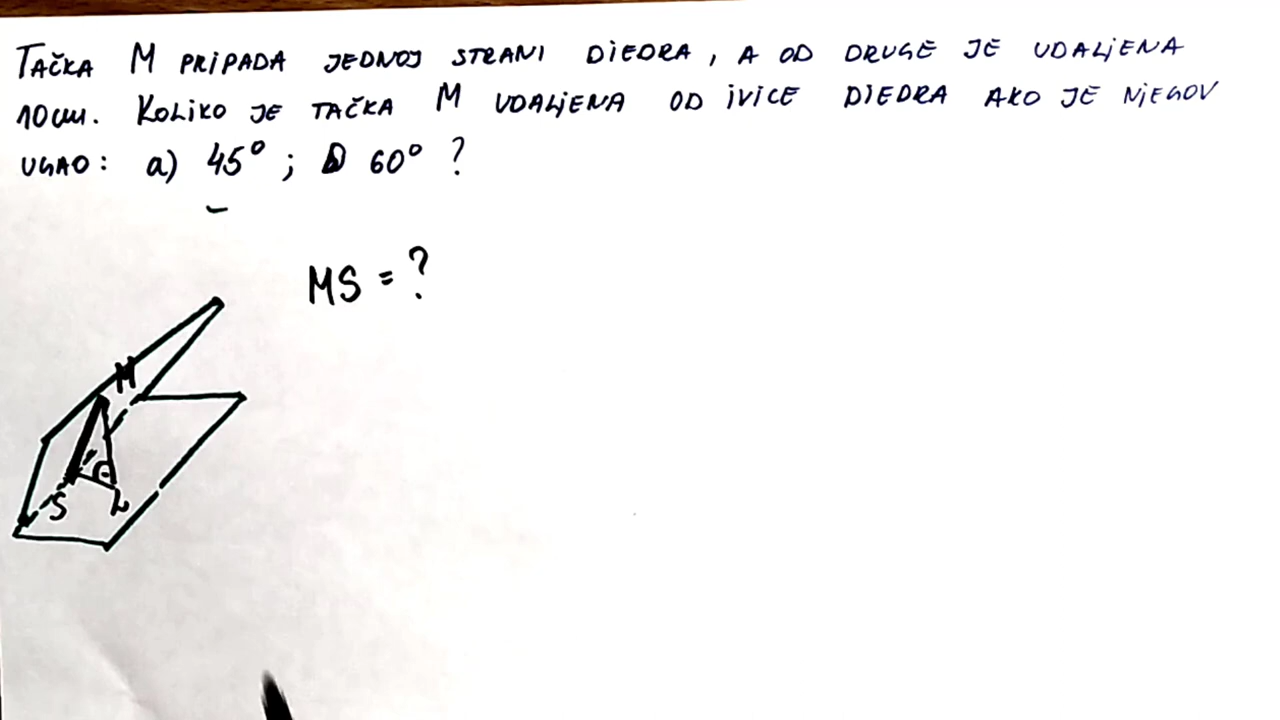 TAČKA M PRIPADA JEDNOJ STRANI DIEDRA, A OD DRUGE JE UDALJENA
10cm. KOLIKO JE TAČKA M UDALJENA OD IVICE DIEDRA AKO JE NJEGOV
UGAO: a) 45° ; b) 60° ?
MS = ?
M
S
L